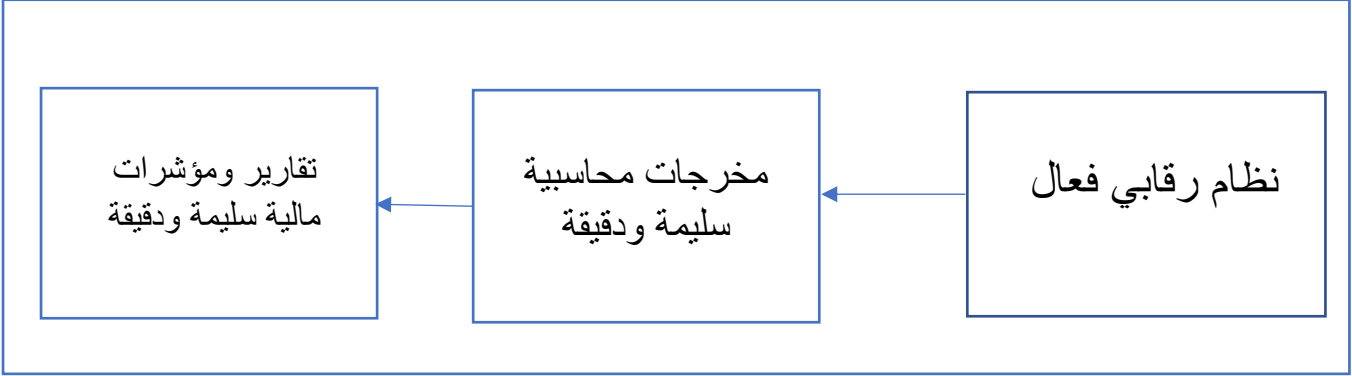 نظام رقابي فعال
مخرجات محاسبية
سليمة ودقيقة
تقارير ومؤشرات
مالية سليمة ودقيقة